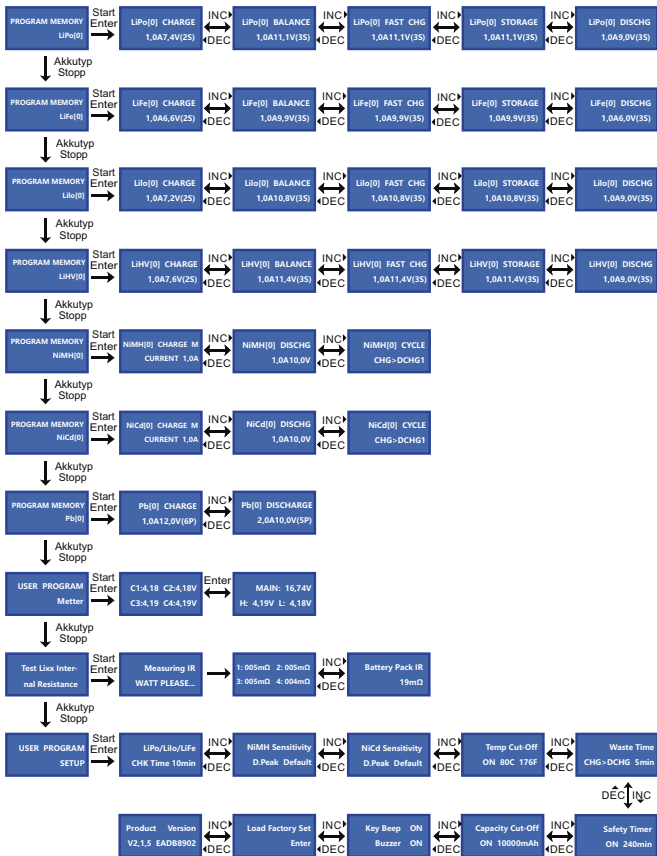 PROGRAM MEMORY
LiPo[0]
Start
Enter
LiPo[0] CHARGE
1,0A7,4V(2S)
INC
DEC
LiPo[0] BALANCE
1,0A11,1V(3S)
INC
DEC
LiPo[0] FAST CHG
1,0A11,1V(3S)
INC
DEC
LiPo[0] STORAGE
1,0A11,1V(3S)
INC
DEC
LiPo[0] DISCHG
1,0A9,0V(3S)
Akkutyp
Stopp
PROGRAM MEMORY
LiFe[0]
Start
Enter
LiFe[0] CHARGE
1,0A6,6V(2S)
INC
DEC
LiFe[0] BALANCE
1,0A9,9V(3S)
INC
DEC
LiFe[0] FAST CHG
1,0A9,9V(3S)
INC
DEC
LiFe[0] STORAGE
1,0A9,9V(3S)
INC
DEC
LiFe[0] DISCHG
1,0A6,0V(3S)
Akkutyp
Stopp
PROGRAM MEMORY
LiIo[0]
Start
Enter
LiIo[0] CHARGE
1,0A7,2V(2S)
INC
DEC
LiIo[0] BALANCE
1,0A10,8V(3S)
INC
DEC
LiIo[0] FAST CHG
1,0A10,8V(3S)
INC
DEC
LiIo[0] STORAGE
1,0A10,8V(3S)
INC
DEC
LiIo[0] DISCHG
1,0A9,0V(3S)
Akkutyp
Stopp
PROGRAM MEMORY
LiHV[0]
Start
Enter
LiHV[0] CHARGE
1,0A7,6V(2S)
INC
DEC
LiHV[0] BALANCE
1,0A11,4V(3S)
INC
DEC
LiHV[0] FAST CHG
1,0A11,4V(3S)
INC
DEC
LiHV[0] STORAGE
1,0A11,4V(3S)
INC
DEC
LiHV[0] DISCHG
1,0A9,0V(3S)
Akkutyp
Stopp
PROGRAM MEMORY
NiMH[0]
Start
Enter
NiMH[0] CHARGE M
CURRENT 1,0A
INC
DEC
NiMH[0] DISCHG
1,0A10,0V
INC
DEC
NiMH[0] CYCLE
CHG>DCHG1
Akkutyp
Stopp
PROGRAM MEMORY
NiCd[0]
Start
Enter
NiCd[0] CHARGE M
CURRENT 1,0A
INC
DEC
NiCd[0] DISCHG
1,0A10,0V
INC
DEC
NiCd[0] CYCLE
CHG>DCHG1
Akkutyp
Stopp
PROGRAM MEMORY
Pb[0]
Start
Enter
Pb[0] CHARGE
1,0A12,0V(6P)
INC
DEC
Pb[0] DISCHARGE
2,0A10,0V(5P)
Akkutyp
Stopp
USER PROGRAM
Metter
Start
Enter
C1:4,18 C2:4,18V
C3:4,19 C4:4,19V
Enter
MAIN: 16,74V
H: 4,19V L: 4,18V
Akkutyp
Stopp
Test Lixx Inter-
nal Resistance
Start
Enter
Measuring IR
WATT PLEASE...
1: 005mΩ 2: 005mΩ
3: 005mΩ 4: 004mΩ
INC
DEC
Battery Pack IR
19mΩ
Akkutyp
Stopp
USER PROGRAM
SETUP
Start
Enter
LiPo/LiIo/LiFe
CHK Time 10min
INC
DEC
NiMH Sensitivity
D.Peak Default
INC
DEC
NiCd Sensitivity
D.Peak Default
INC
DEC
Temp Cut-Off
ON 80C 176F
INC
DEC
Waste Time
CHG>DCHG 5min
DEC INC
Product Version
V2,1,5 EADB8902
INC
DEC
Load Factory Set
Enter
INC
DEC
Key Beep ON
Buzzer ON
INC
DEC
Capacity Cut-Off
ON 10000mAh
INC
DEC
Safety Timer
ON 240min